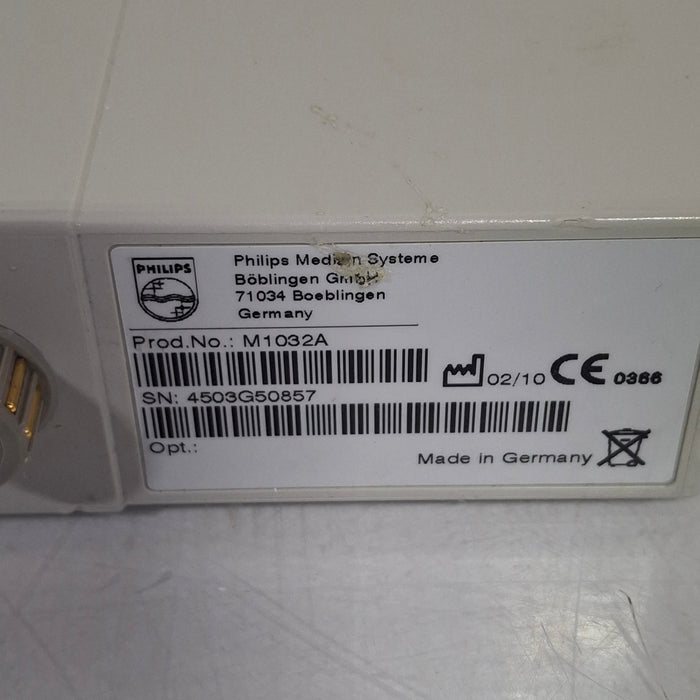 PHILIPS
Philips Medizin Systeme
Böblingen GmbH
71034 Boeblingen
Germany
Prod.No.: M1032A
02/10 CE 0366
SN: 4503G50857
Opt.:
Made in Germany